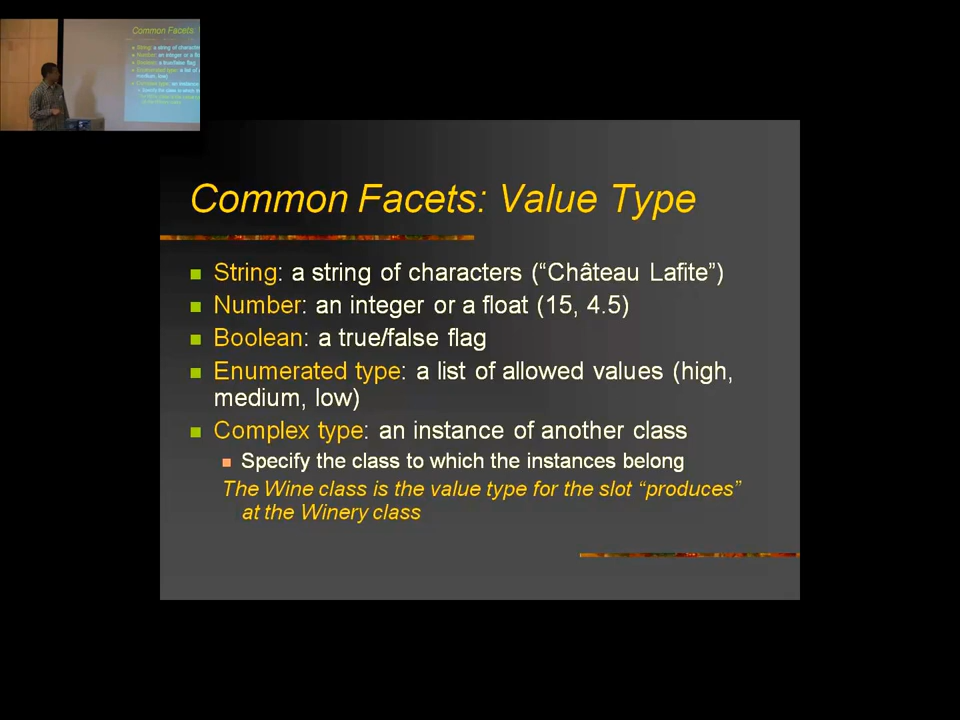 Common Facets: Value Type
String: a string of characters (“Château Lafite”)
Number: an integer or a float (15, 4.5)
Boolean: a true/false flag
Enumerated type: a list of allowed values (high,
medium, low)
Complex type: an instance of another class
Specify the class to which the instances belong
The Wine class is the value type for the slot “produces”
at the Winery class